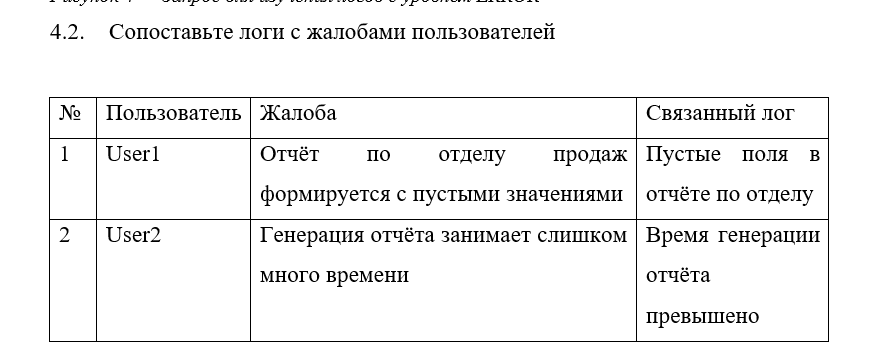 4.2. Сопоставьте логи с жалобами пользователей
№ Пользователь Жалоба Связанный лог
1 User1 Отчёт по отделу продаж Пустые поля в
формируется с пустыми значениями отчёте по отделу
2 User2 Генерация отчёта занимает слишком Время генерации
много времени отчёта
превышено